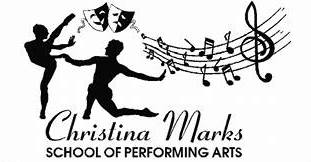 Christina Marks
SCHOOL OF PERFORMING ARTS